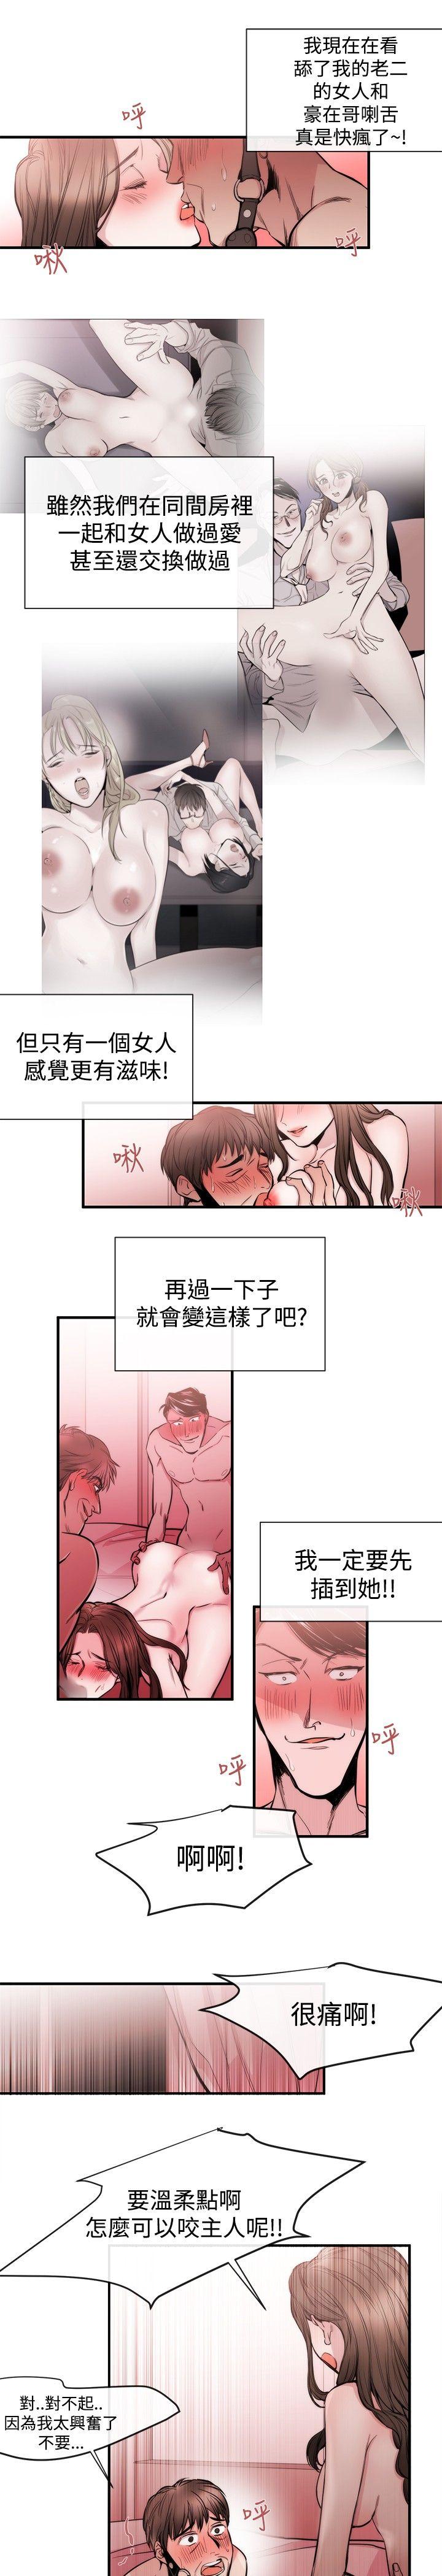 我現在在看
舔了我的老二
的女人和
豪在哥喇舌
真是快瘋了~!
呼
啾
呼
雖然我們在同間房裡
一起和女人做過愛
甚至還交換做過
但只有一個女人
感覺更有滋味!
啾
啾
再過一下子
就會變這樣了吧?
我一定要先
插到她!!
呼
呼
啊啊!
很痛啊!
要溫柔點啊
怎麼可以咬主人呢!!
對..對不起..
因為我太興奮了
不要...
呼